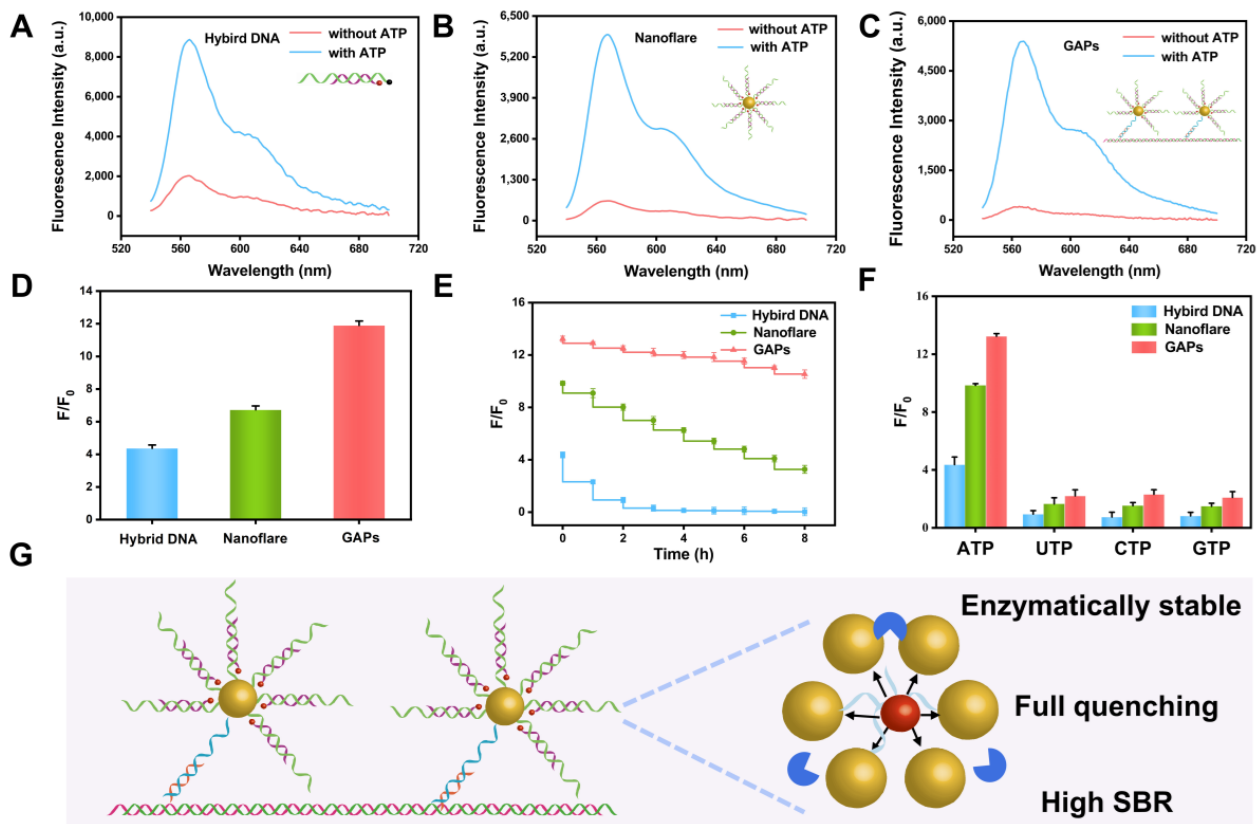 A
Fluorescence Intensity (a.u.)
10,000
8,000
6,000
4,000
2,000
0
520
560
600
640
680
720
Wavelength (nm)
Hybird DNA
without ATP
with ATP
B
Fluorescence Intensity (a.u.)
6,500
5,200
3,900
2,600
1,300
0
520
560
600
640
680
720
Wavelength (nm)
Nanoflare
without ATP
with ATP
C
Fluorescence Intensity (a.u.)
6,000
5,000
3,000
2,000
1,000
0
520
560
600
640
680
720
Wavelength (nm)
GAPs
without ATP
with ATP
D
F/F0
14
12
10
8
6
4
2
0
Hybrid DNA
Nanoflare
GAPs
E
F/F0
16
12
8
4
0
0
2
4
6
8
Time (h)
Hybird DNA
Nanoflare
GAPs
F
F/F0
16
12
8
4
0
ATP
UTP
CTP
GTP
Hybird DNA
Nanoflare
GAPs
G
Enzymatically stable
Full quenching
High SBR